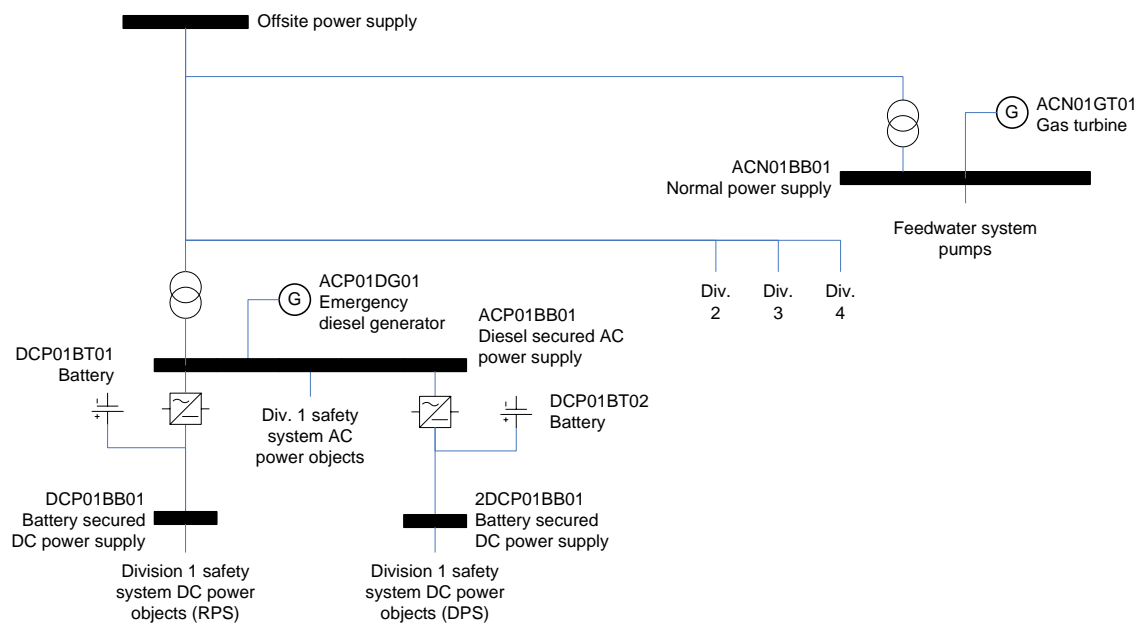 Offsite power supply
G
ACN01GT01
Gas turbine
ACN01BB01
Normal power supply
Feedwater system
pumps
G
ACP01DG01
Emergency
diesel generator
Div.
2
Div.
3
Div.
4
ACP01BB01
Diesel secured AC
power supply
DCP01BT01
Battery
-
+
Div. 1 safety
system AC
power objects
-
+
DCP01BT02
Battery
DCP01BB01
Battery secured
DC power supply
2DCP01BB01
Battery secured
DC power supply
Division 1 safety
system DC power
objects (RPS)
Division 1 safety
system DC power
objects (DPS)